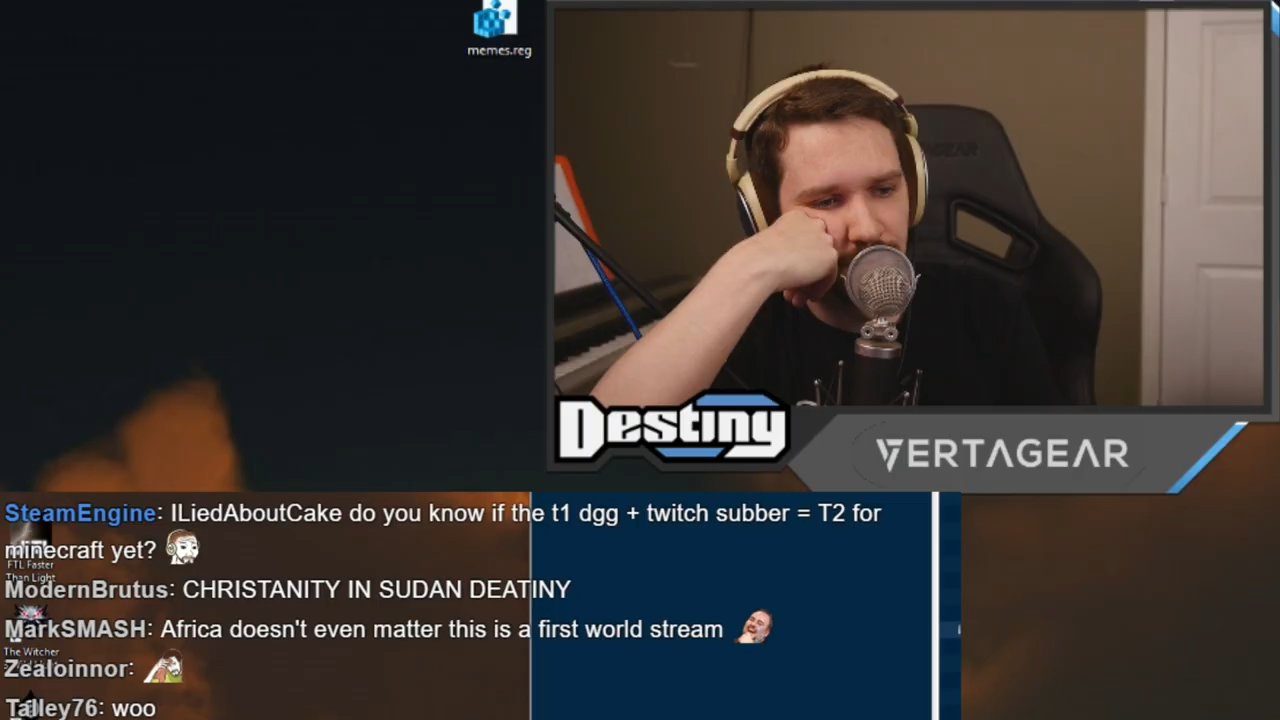 memes.reg
AGEAR
Destiny
VERTAGEAR
SteamEngine: ILiedAboutCake do you know if the t1 dgg + twitch subber = T2 for
minecraft yet?
FTL Faster
Than Light
ModernBrutus: CHRISTANITY IN SUDAN DEATINY
MarkSMASH: Africa doesn't even matter this is a first world stream
The Witcher
Zealoinnor:
Talley76: woo